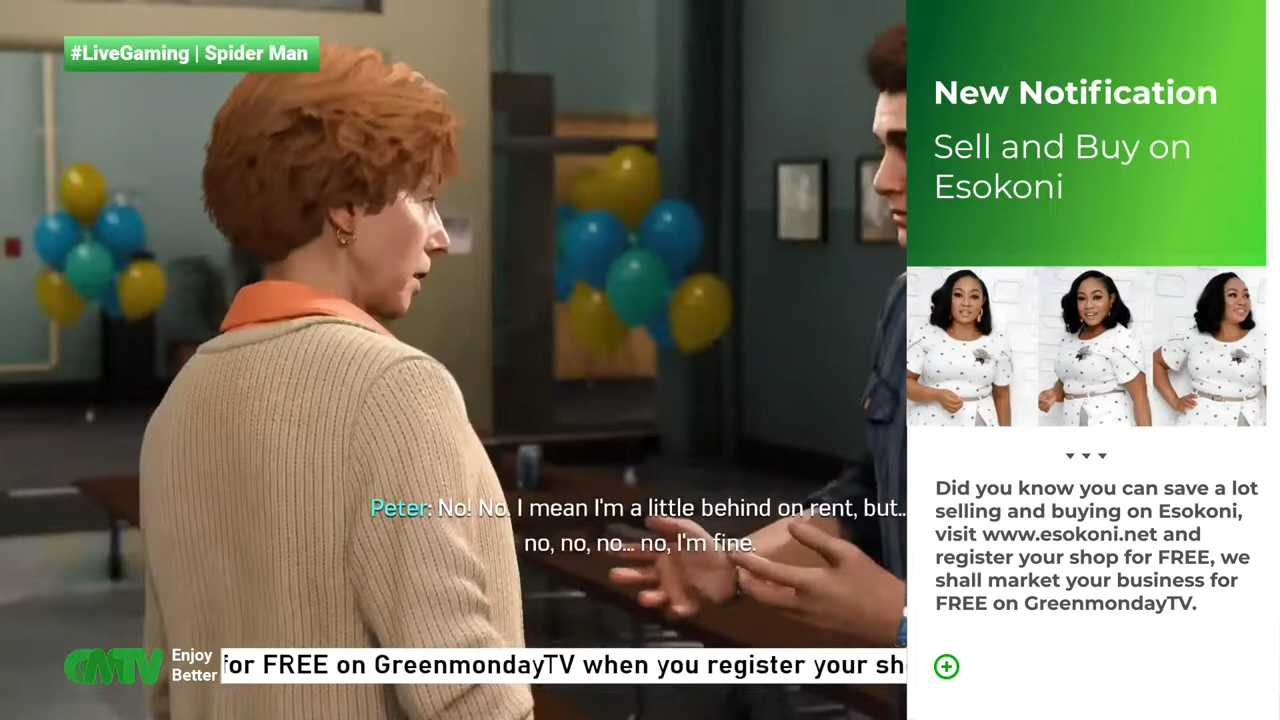 #LiveGaming | Spider Man
New Notification
Sell and Buy on
Esokoni
Did you know you can save a lot
selling and buying on Esokoni,
visit www.esokoni.net and
register your shop for FREE, we
shall market your business for
FREE on GreenmondayTV.
Peter: No! No. I mean I'm a little behind on rent, but..
no, no, no... no, I'm fine.
GMTV
Enjoy
Better
for FREE on GreenmondayTV when you register your sh